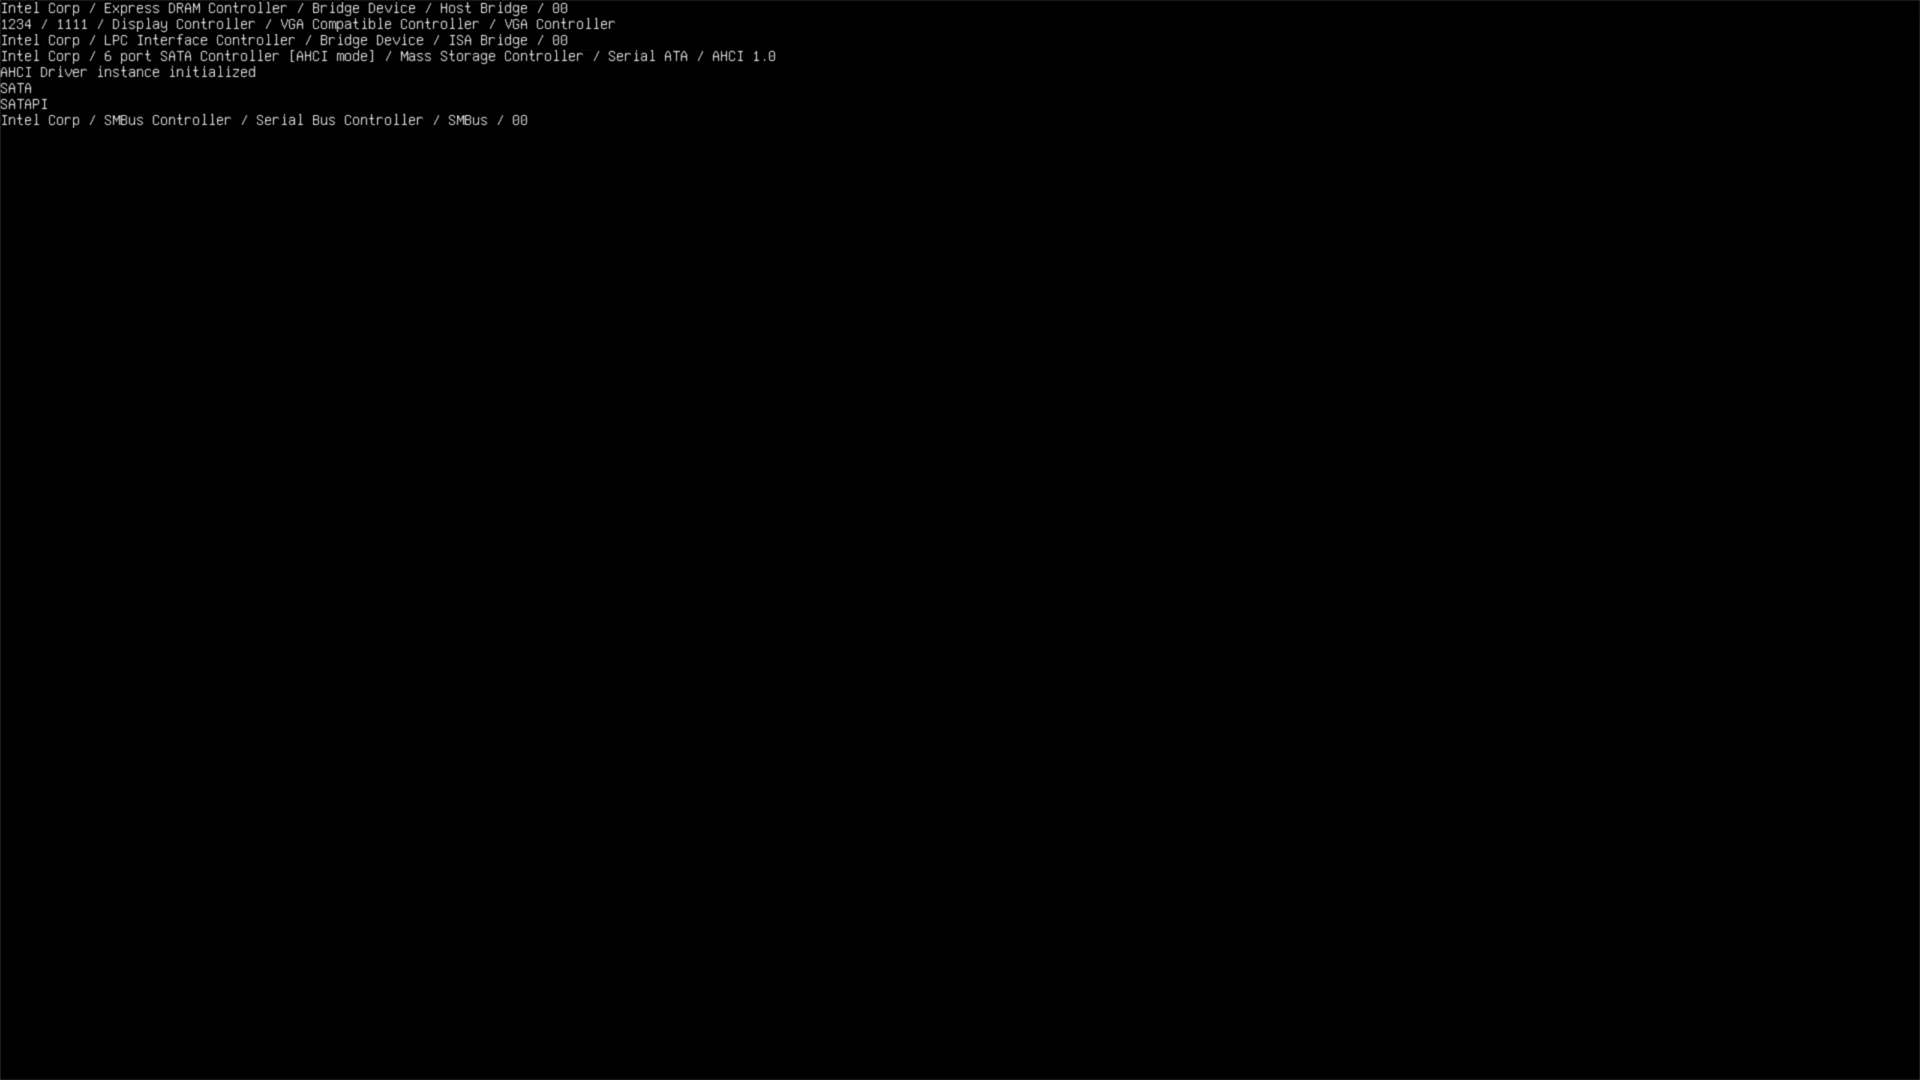 Intel Corp / Express DRAM Controller / Bridge Device / Host Bridge / 00
1234 / 1111 / Display Controller / VGA Compatible Controller / VGA Controller
Intel Corp / LPC Interface Controller / Bridge Device / ISA Bridge / 00
Intel Corp / 6 port SATA Controller [AHCI mode] / Mass Storage Controller / Serial ATA / AHCI 1.0
AHCI Driver instance initialized
SATA
SATAPI
Intel Corp / SMBus Controller / Serial Bus Controller / SMBus / 00